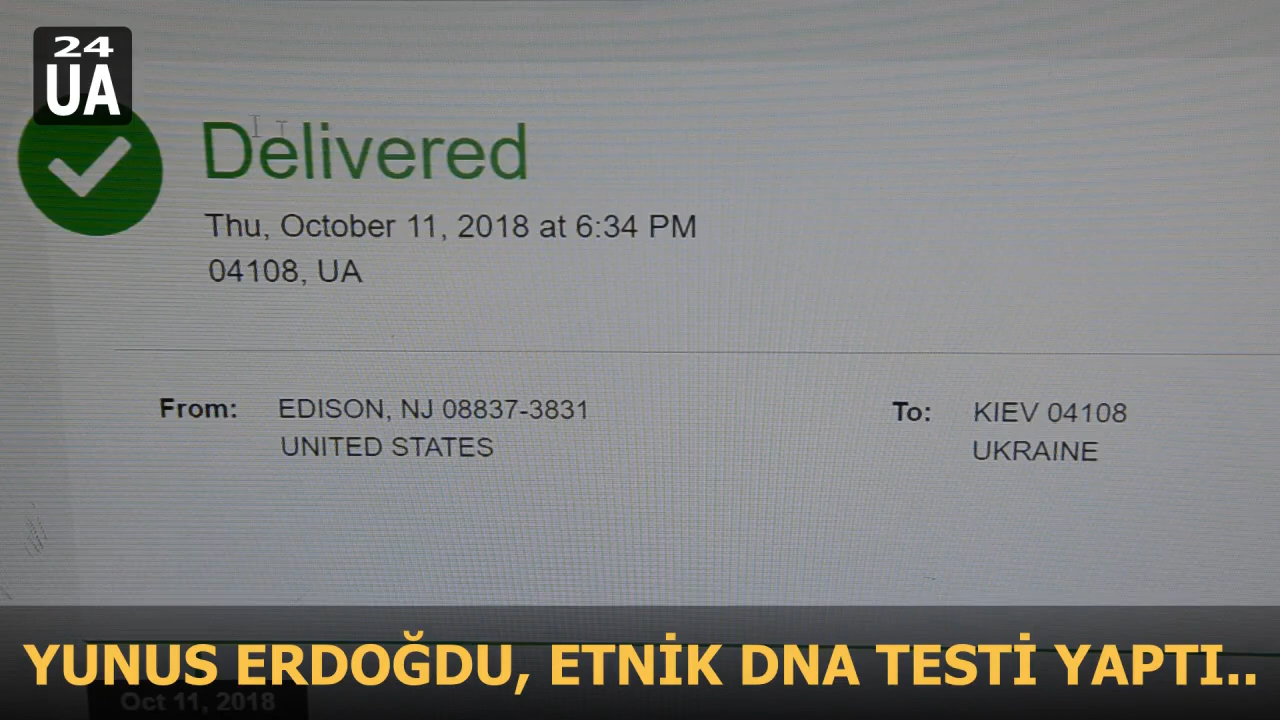 24
UA
Delivered
Thu, October 11, 2018 at 6:34 PM
04108, UA
From: EDISON, NJ 08837-3831
UNITED STATES
To: KIEV 04108
UKRAINE
YUNUS ERDOĞDU, ETNİK DNA TESTİ YAPTI..
Oct 11, 2018